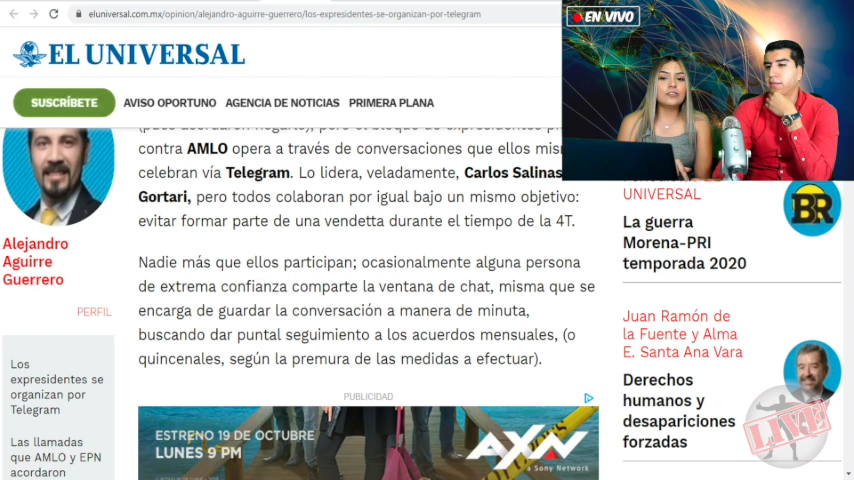 eluniversal.com.mx/opinion/alejandro-aguirre-guerrero/los-expresidentes-se-organizan-por-telegram
EN VIVO
EL UNIVERSAL
SUSCRÍBETE
AVISO OPORTUNO
AGENCIA DE NOTICIAS
PRIMERA PLANA
contra AMLO opera a través de conversaciones que ellos
celebran vía Telegram. Lo lidera, veladamente, Carlos Salinas
Gortari, pero todos colaboran por igual bajo un mismo objetivo:
evitar formar parte de una vendetta durante el tiempo de la 4T.
Nadie más que ellos participan; ocasionalmente alguna persona
de extrema confianza comparte la ventana de chat, misma que se
encarga de guardar la conversación a manera de minuta,
buscando dar puntal seguimiento a los acuerdos mensuales, (o
quincenales, según la premura de las medidas a efectuar).
Alejandro
Aguirre
Guerrero
PERFIL
Los
expresidentes se
organizan por
Telegram
Las llamadas
que AMLO y EPN
acordaron
PUBLICIDAD
ESTRENO 19 DE OCTUBRE
LUNES 9 PM
AXN
a Sony Network
UNIVERSAL
La guerra
Morena-PRI
temporada 2020
BR
Juan Ramón de
la Fuente y Alma
E. Santa Ana Vara
Derechos
humanos y
desapariciones
forzadas
LIVE